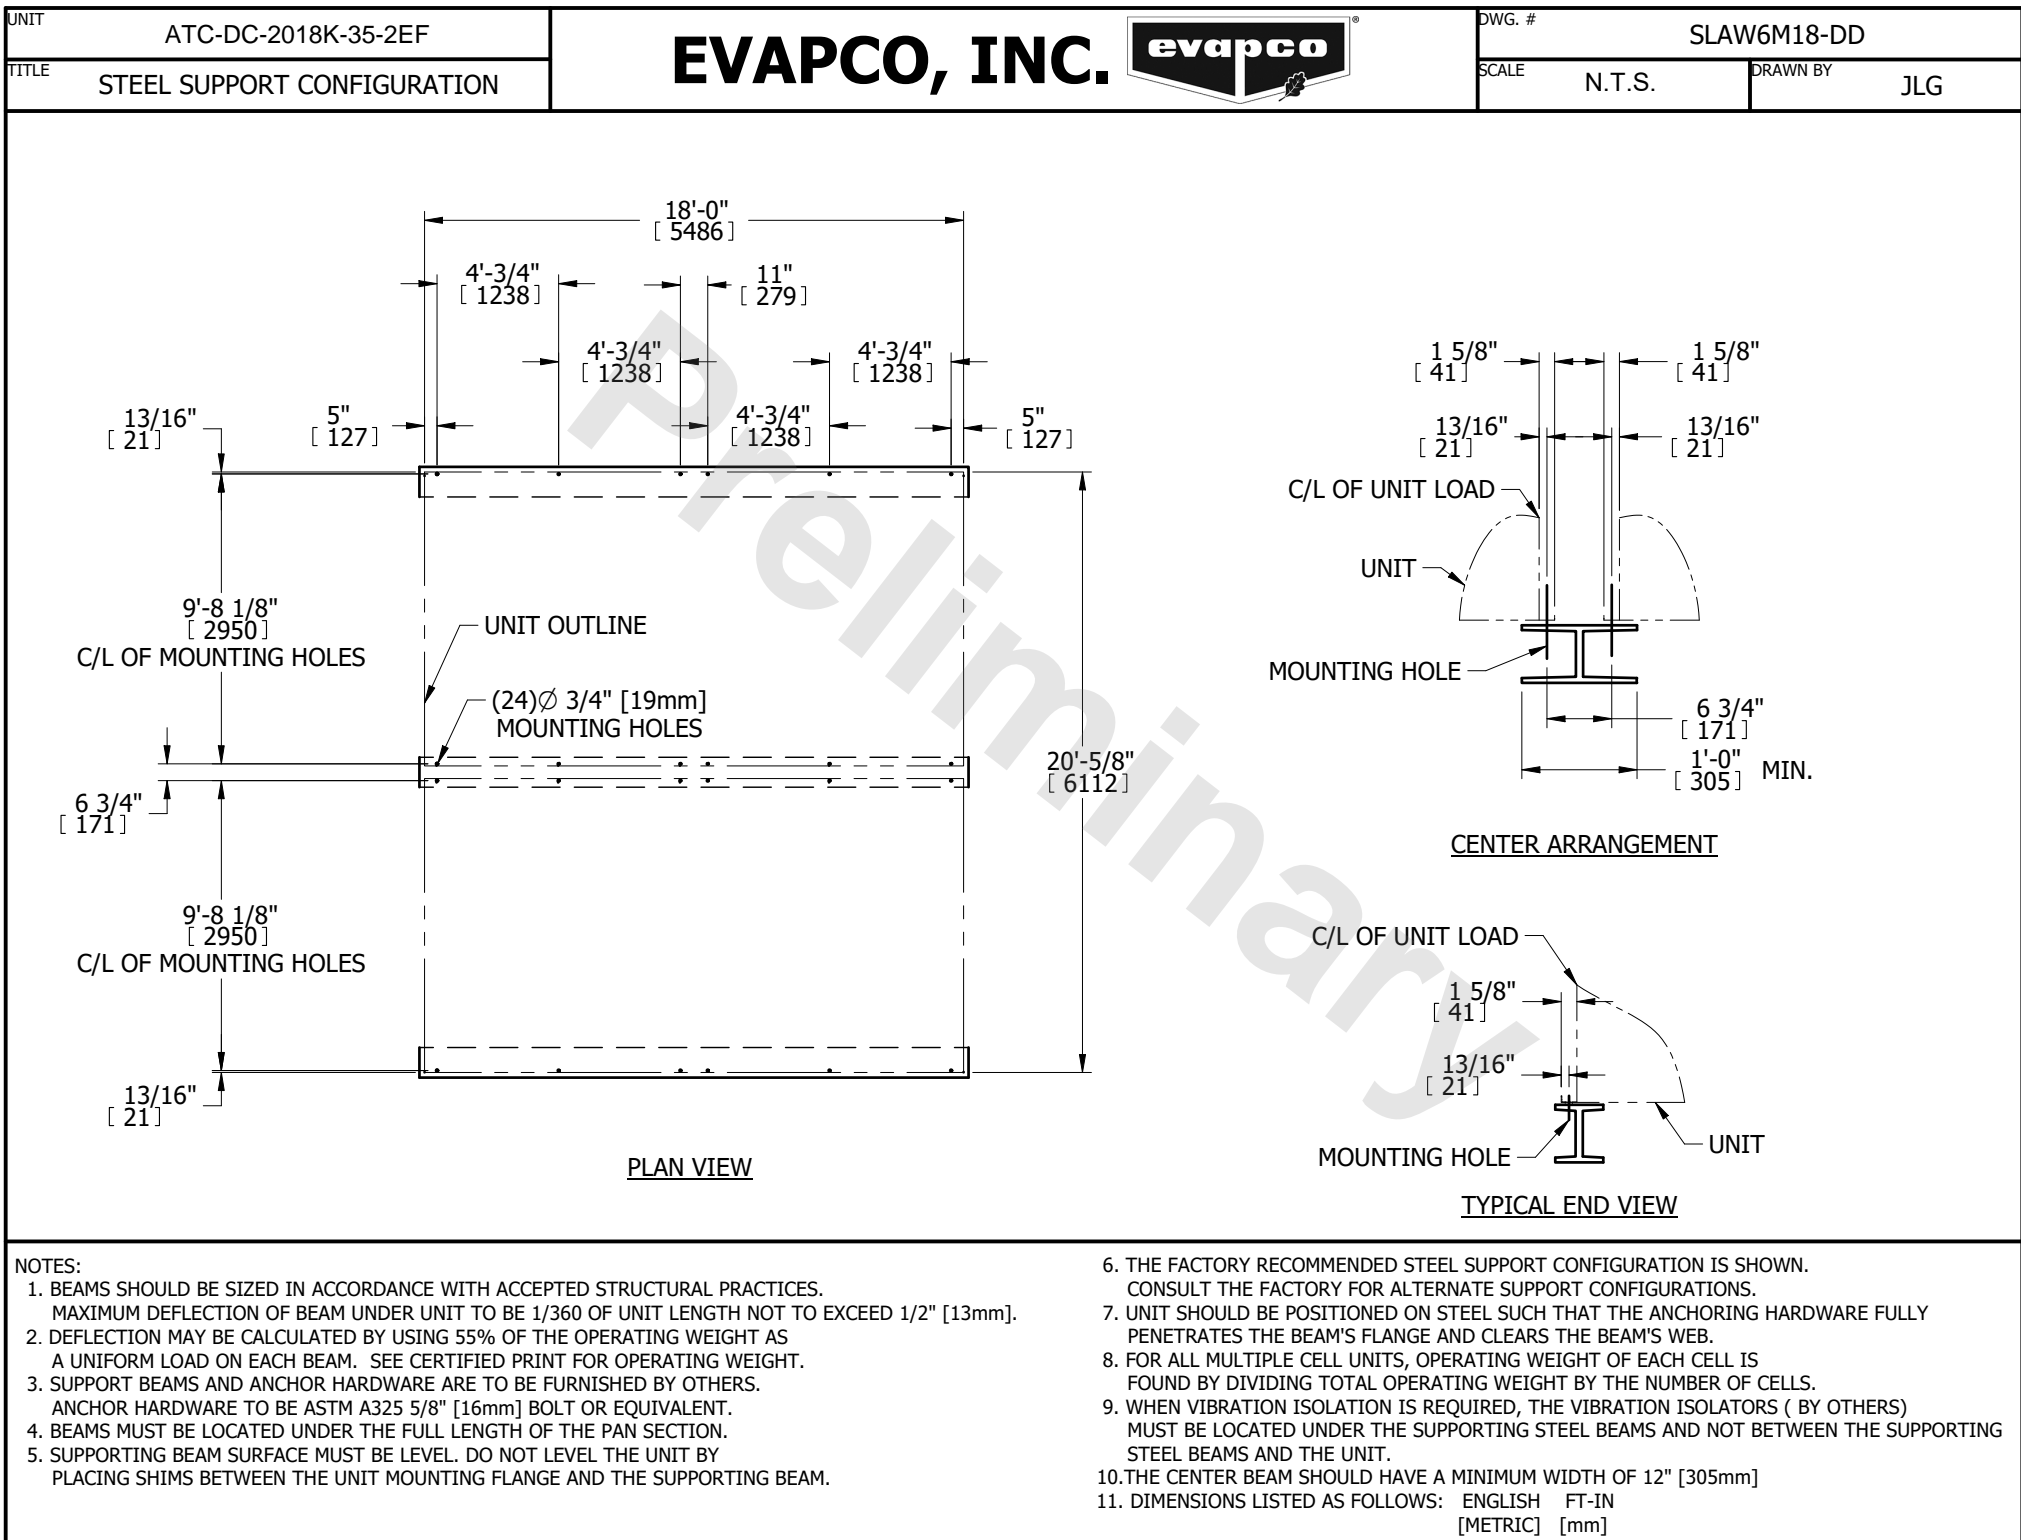 UNIT
ATC-DC-2018K-35-2EF
TITLE
STEEL SUPPORT CONFIGURATION
EVAPCO, INC.
evapco
®
DWG. #
SLAW6M18-DD
SCALE
N.T.S.
DRAWN BY
JLG
18'-0"
[ 5486 ]
4'-3/4"
[ 1238 ]
11"
[ 279 ]
4'-3/4"
[ 1238 ]
4'-3/4"
[ 1238 ]
13/16"
[ 21 ]
5"
[ 127 ]
4'-3/4"
[ 1238 ]
5"
[ 127 ]
9'-8 1/8"
[ 2950 ]
C/L OF MOUNTING HOLES
UNIT OUTLINE
(24)∅ 3/4" [19mm]
MOUNTING HOLES
6 3/4"
[ 171 ]
20'-5/8"
[ 6112 ]
9'-8 1/8"
[ 2950 ]
C/L OF MOUNTING HOLES
13/16"
[ 21 ]
PLAN VIEW
1 5/8"
[ 41 ]
1 5/8"
[ 41 ]
13/16"
[ 21 ]
13/16"
[ 21 ]
C/L OF UNIT LOAD
UNIT
MOUNTING HOLE
6 3/4"
[ 171 ]
1'-0"
[ 305 ]
MIN.
CENTER ARRANGEMENT
C/L OF UNIT LOAD
1 5/8"
[ 41 ]
13/16"
[ 21 ]
MOUNTING HOLE
UNIT
TYPICAL END VIEW
Preliminary
NOTES:
1. BEAMS SHOULD BE SIZED IN ACCORDANCE WITH ACCEPTED STRUCTURAL PRACTICES.
MAXIMUM DEFLECTION OF BEAM UNDER UNIT TO BE 1/360 OF UNIT LENGTH NOT TO EXCEED 1/2" [13mm].
2. DEFLECTION MAY BE CALCULATED BY USING 55% OF THE OPERATING WEIGHT AS
A UNIFORM LOAD ON EACH BEAM. SEE CERTIFIED PRINT FOR OPERATING WEIGHT.
3. SUPPORT BEAMS AND ANCHOR HARDWARE ARE TO BE FURNISHED BY OTHERS.
ANCHOR HARDWARE TO BE ASTM A325 5/8" [16mm] BOLT OR EQUIVALENT.
4. BEAMS MUST BE LOCATED UNDER THE FULL LENGTH OF THE PAN SECTION.
5. SUPPORTING BEAM SURFACE MUST BE LEVEL. DO NOT LEVEL THE UNIT BY
PLACING SHIMS BETWEEN THE UNIT MOUNTING FLANGE AND THE SUPPORTING BEAM.
6. THE FACTORY RECOMMENDED STEEL SUPPORT CONFIGURATION IS SHOWN.
CONSULT THE FACTORY FOR ALTERNATE SUPPORT CONFIGURATIONS.
7. UNIT SHOULD BE POSITIONED ON STEEL SUCH THAT THE ANCHORING HARDWARE FULLY
PENETRATES THE BEAM'S FLANGE AND CLEARS THE BEAM'S WEB.
8. FOR ALL MULTIPLE CELL UNITS, OPERATING WEIGHT OF EACH CELL IS
FOUND BY DIVIDING TOTAL OPERATING WEIGHT BY THE NUMBER OF CELLS.
9. WHEN VIBRATION ISOLATION IS REQUIRED, THE VIBRATION ISOLATORS ( BY OTHERS)
MUST BE LOCATED UNDER THE SUPPORTING STEEL BEAMS AND NOT BETWEEN THE SUPPORTING
STEEL BEAMS AND THE UNIT.
10.THE CENTER BEAM SHOULD HAVE A MINIMUM WIDTH OF 12" [305mm]
11. DIMENSIONS LISTED AS FOLLOWS: ENGLISH FT-IN
[METRIC] [mm]